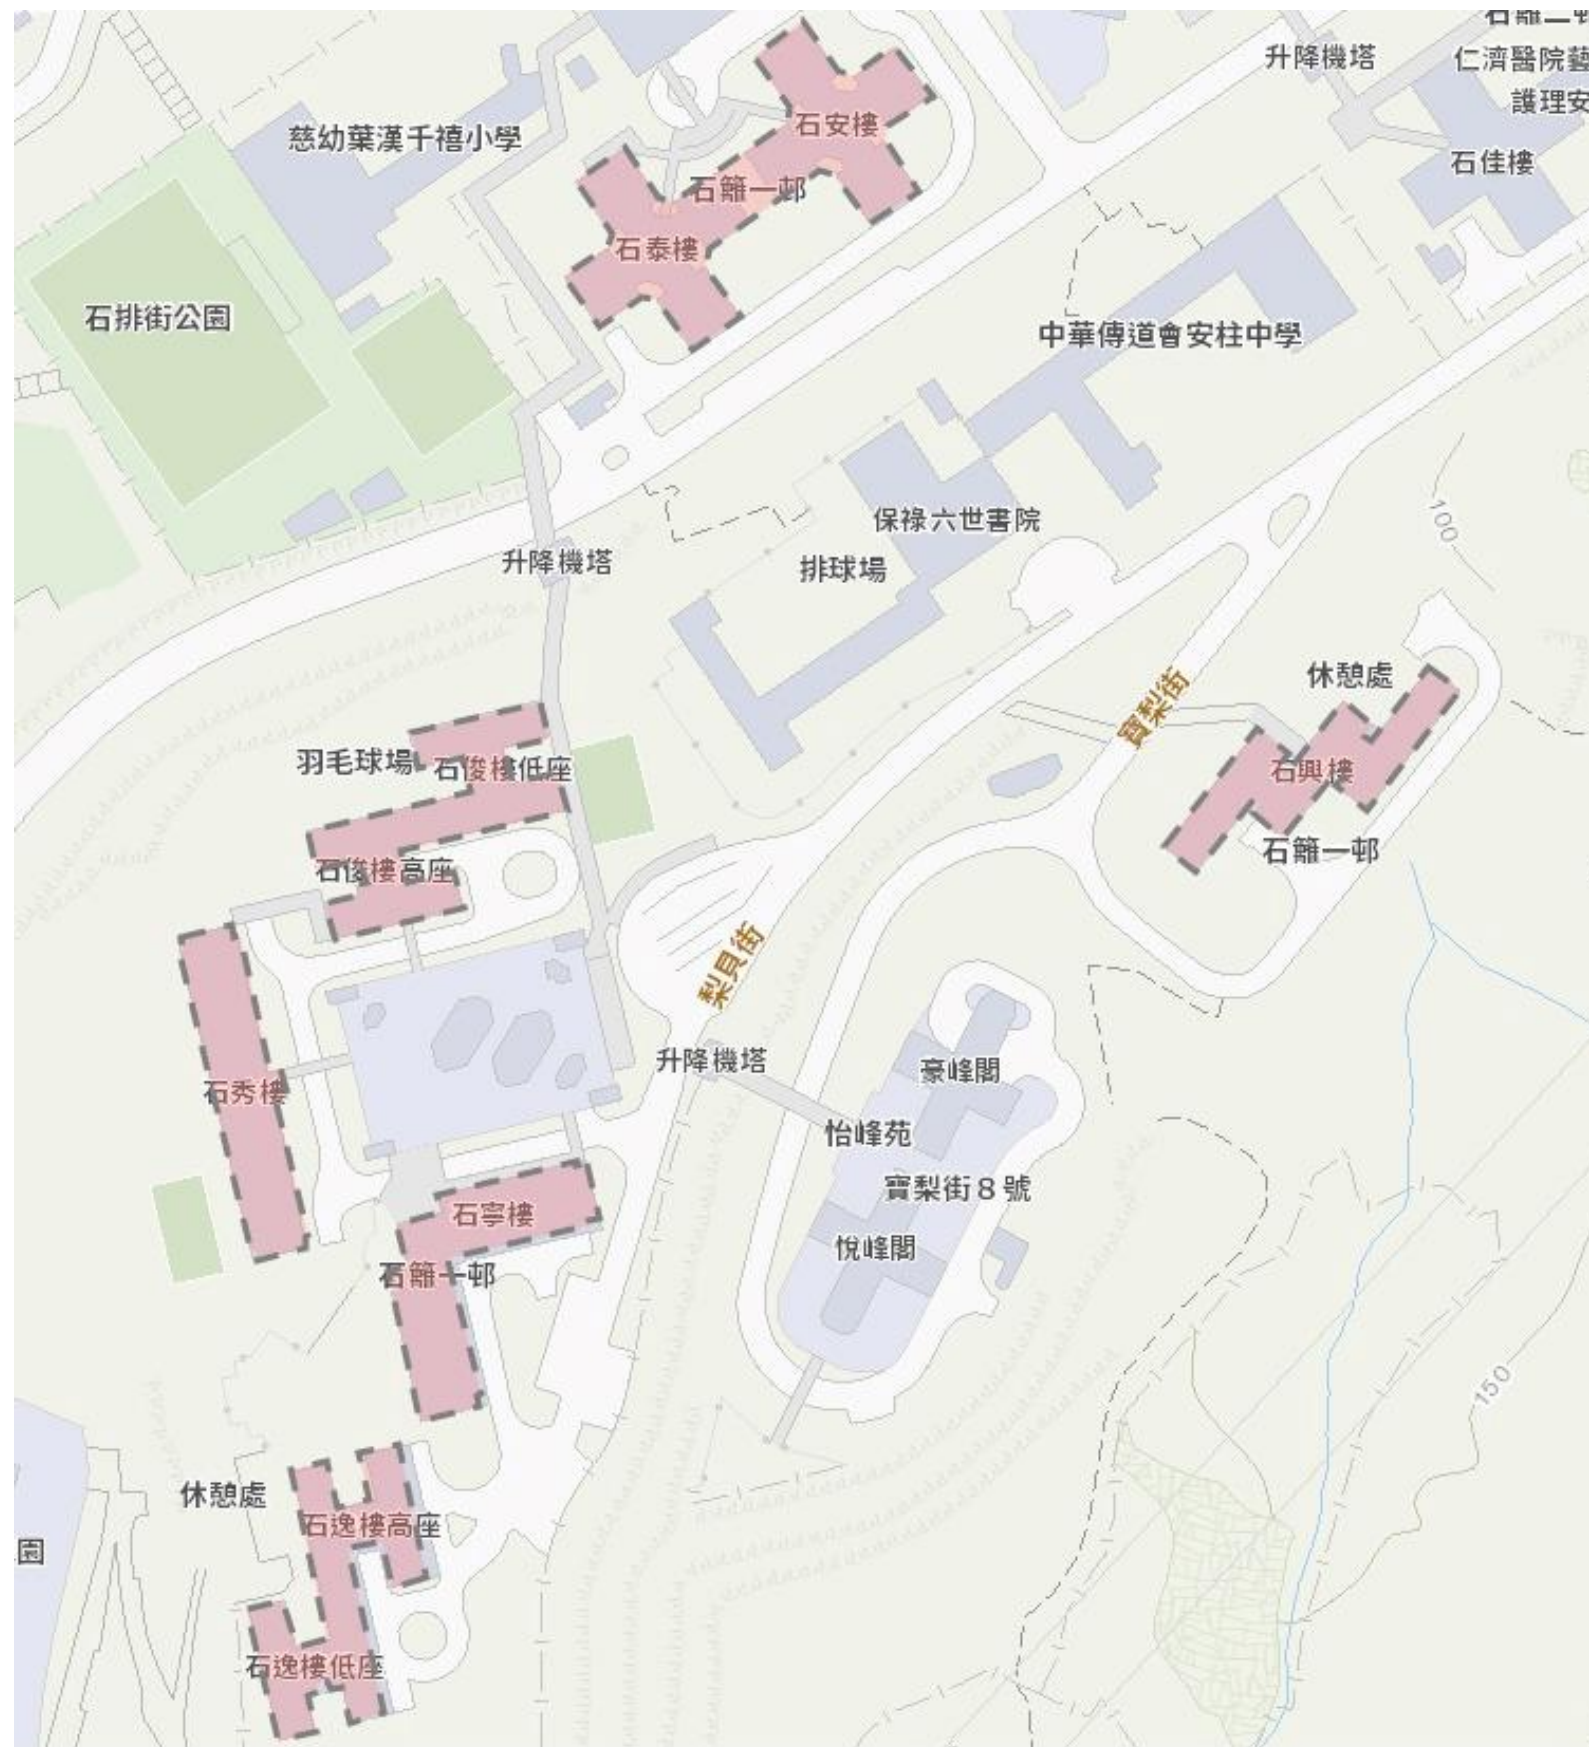 升降機塔
仁濟醫院藝
護理安
慈幼葉漢千禧小學
石安樓
石佳樓
石籬一邨
石泰樓
石排街公園
中華傳道會安柱中學
保祿六世書院
100
升降機塔
排球場
休憩處
寶梨街
羽毛球場
石俊樓低座
石興樓
石籬一邨
石俊樓高座
梨貝街
升降機塔
豪峰閣
石秀樓
怡峰苑
寶梨街8號
石寧樓
悅峰閣
石籬一邨
150
休憩處
石逸樓高座
園
石逸樓低座